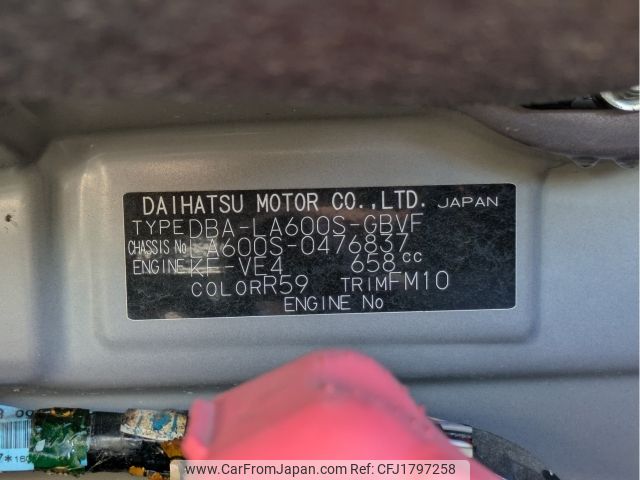 DAIHATSU MOTOR CO.,LTD. JAPAN
TYPE DBA-LA600S-GBVF
CHASSIS No LA600S-0476837
ENGINE KF-VE4 658cc
COLOR R59 TRIM FM10
ENGINE No
www.CarFromJapan.com Ref No: CFJ1797258